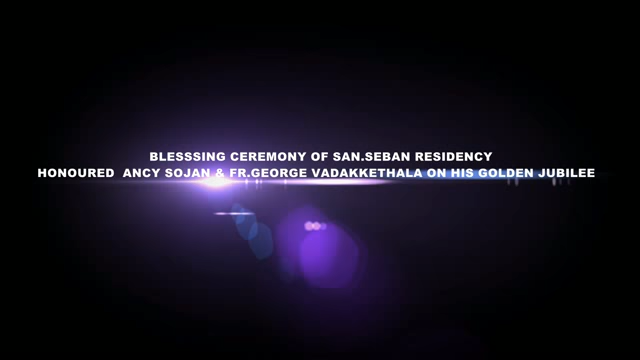 BLESSSING CEREMONY OF SAN.SEBAN RESIDENCY
HONOURED ANCY SOJAN & FR.GEORGE VADAKKETHALA ON HIS GOLDEN JUBILEE